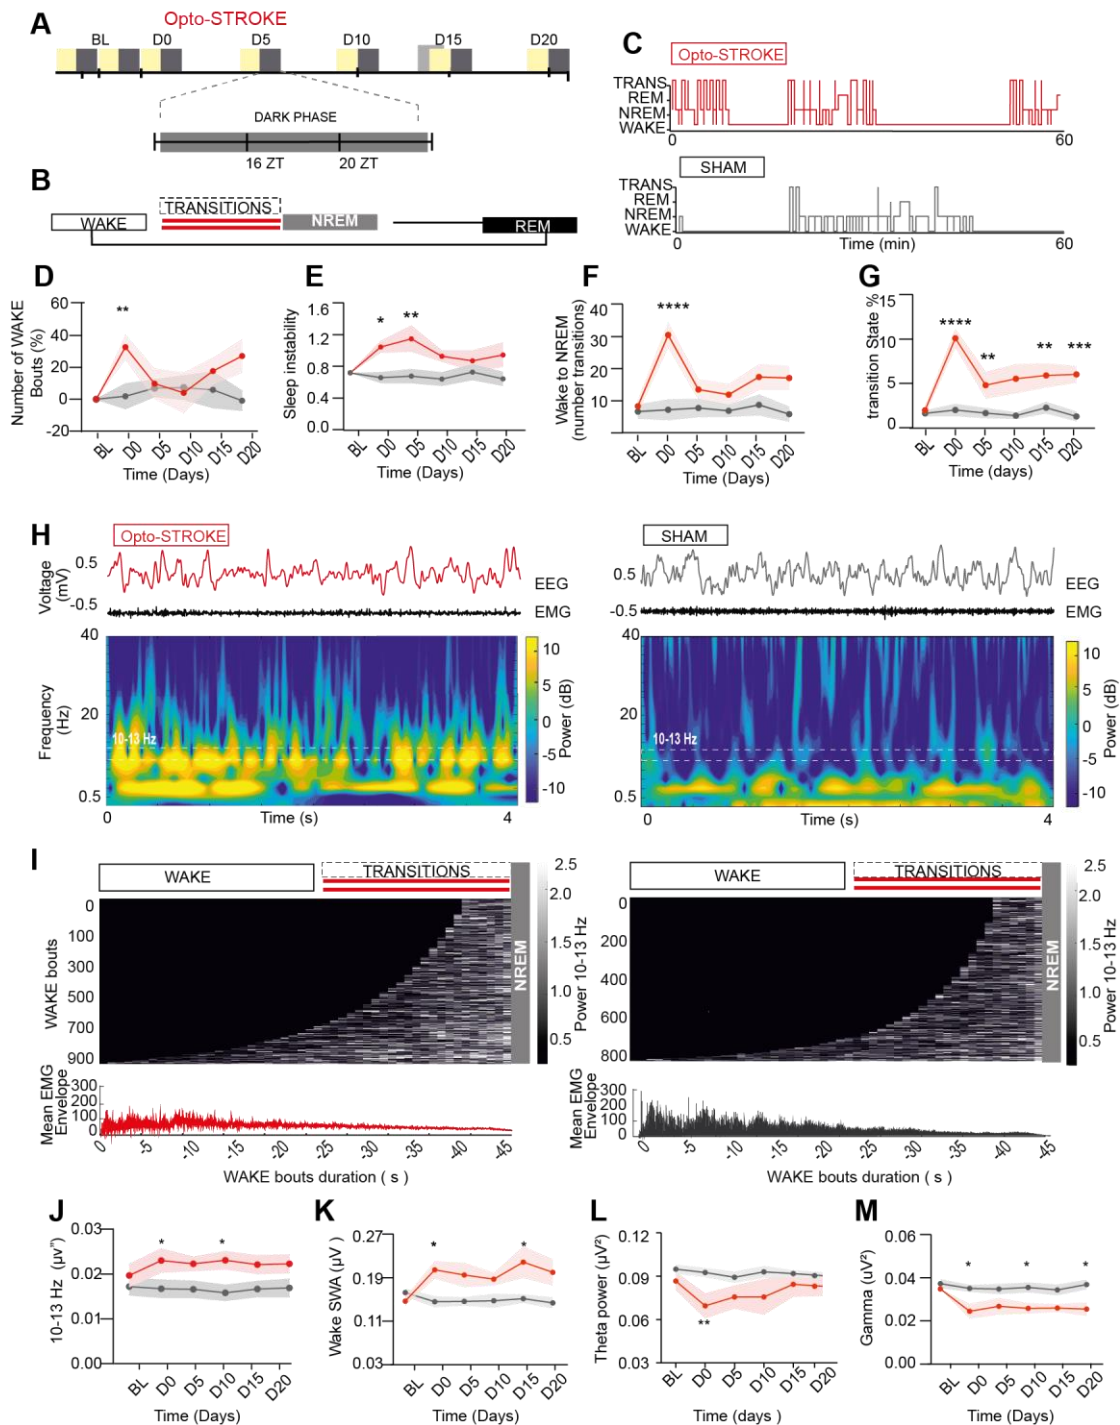 A
Opto-STROKE
BL D0 D5 D10 D15 D20
DARK PHASE
16 ZT 20 ZT
B
WAKE TRANSITIONS NREM REM
C
Opto-STROKE
TRANS
REM
NREM
WAKE
0 60
SHAM
TRANS
REM
NREM
WAKE
0 Time (min) 60
D
Number of WAKE
Bouts (%)
60
40
20
0
-20
**
BL D0 D5 D10 D15 D20
Time (Days)
E
Sleep instability
1.6
1.2
0.8
0.4
0.0
* **
BL D0 D5 D10 D15 D20
Time (Days)
F
Wake to NREM
(number transitions)
40
30
20
10
****
BL D0 D5 D10 D15 D20
Time (Days)
G
transition State %
15
10
5
0
**** ** ** ***
BL D0 D5 D10 D15 D20
Time (days)
H
Opto-STROKE
Voltage
(mV)
0.5
-0.5
EEG
EMG
Frequency
(Hz)
40
20
0.5
10-13 Hz
0 Time (s) 4
10
5
0
-5
-10
Power (dB)
SHAM
0.5
-0.5
EEG
EMG
40
20
0.5
10-13 Hz
0 Time (s) 4
10
5
0
-5
-10
Power (dB)
I
WAKE TRANSITIONS
NREM
WAKE bouts
0
100
300
500
700
900
2.5
2.0
1.0
0.5
Power 10-13 Hz
Mean EMG
Envelope
300
200
100
0
0 -5 -10 -15 -20 -25 -30 -35 -40 -45
WAKE bouts duration ( s )
WAKE TRANSITIONS
NREM
0
200
400
600
800
2.5
2.0
1.5
1.0
0.5
Power 10-13 Hz
Mean EMG
Envelope
300
200
100
0
0 -5 -10 -15 -20 -25 -30 -35 -40 -45
WAKE bouts duration ( s )
J
10-13 Hz (µv²)
0.03
0.02
0.01
0.00
* *
BL D0 D5 D10 D15 D20
Time (Days)
K
Wake SWA (µV )
0.27
0.19
0.11
0.03
* *
BL D0 D5 D10 D15 D20
Time (Days)
L
Theta power (µV²)
0.12
0.09
0.06
0.03
**
BL D0 D5 D10 D15 D20
Time (days )
M
Gamma (uV²)
0.06
0.04
0.02
0.00
* * *
BL D0 D5 D10 D15 D20
Time (Days)